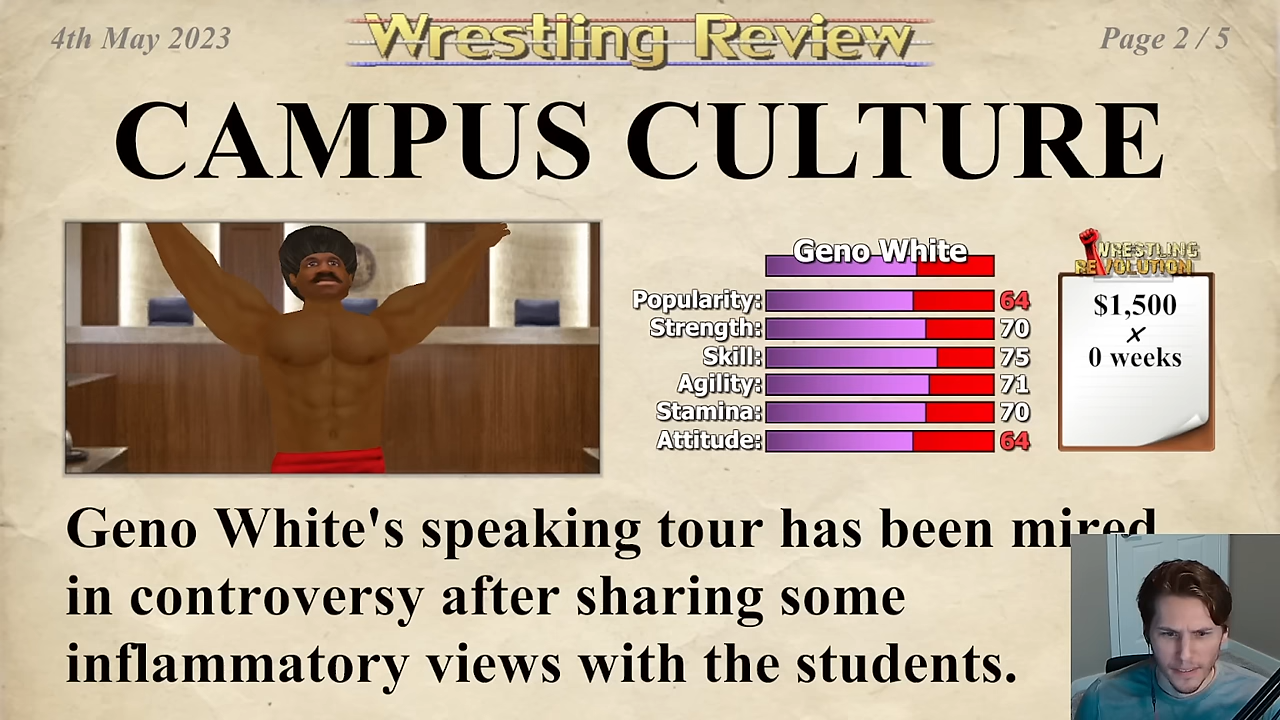 4th May 2023
Wrestling Review
Page 2 / 5
CAMPUS CULTURE
Geno White
Popularity: 64
Strength: 70
Skill: 75
Agility: 71
Stamina: 70
Attitude: 64
WRESTLING
REVOLUTION
$1,500
×
0 weeks
Geno White's speaking tour has been mired
in controversy after sharing some
inflammatory views with the students.